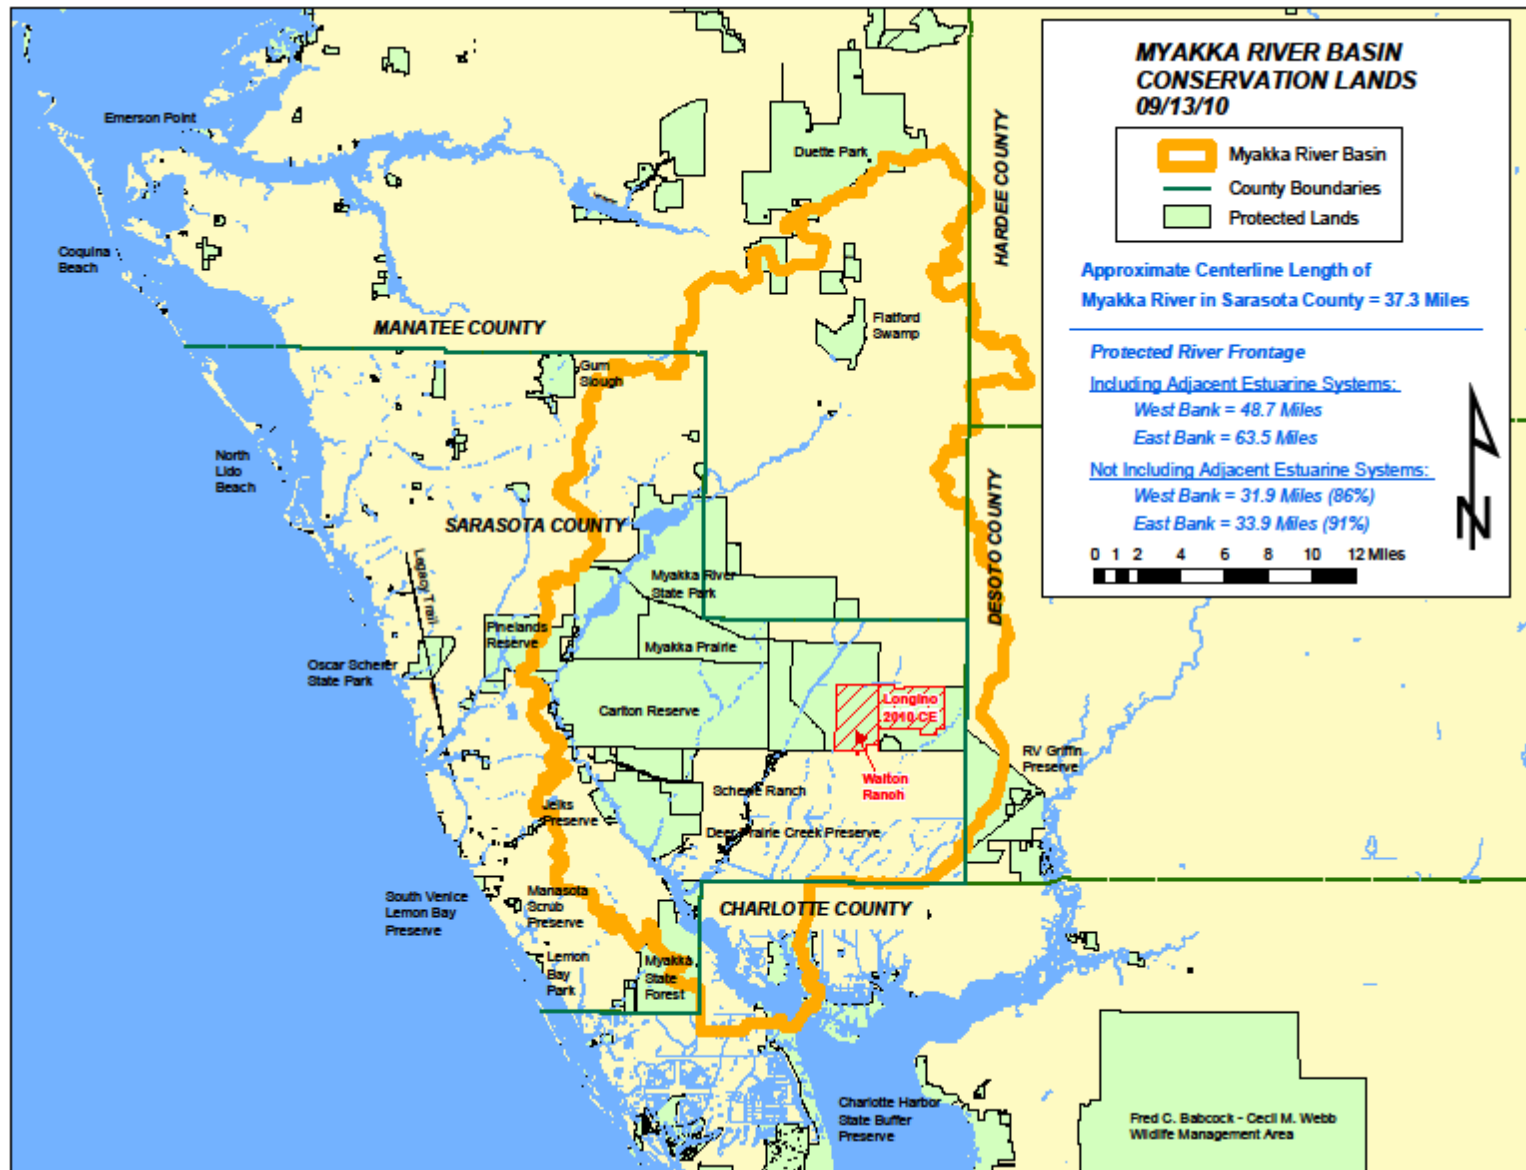 MYAKKA RIVER BASIN
CONSERVATION LANDS
09/13/10
Myakka River Basin
County Boundaries
Protected Lands
Approximate Centerline Length of
Myakka River in Sarasota County = 37.3 Miles
Protected River Frontage
Including Adjacent Estuarine Systems:
West Bank = 48.7 Miles
East Bank = 63.5 Miles
Not Including Adjacent Estuarine Systems:
West Bank = 31.9 Miles (86%)
East Bank = 33.9 Miles (91%)
0 1 2 4 6 8 10 12 Miles
N
Emerson Point
Duette Park
HARDEE COUNTY
Coquina
Beach
MANATEE COUNTY
Flatford
Swamp
Gum
Slough
North
Lido
Beach
SARASOTA COUNTY
DESOTO COUNTY
Legacy Trail
Myakka River
State Park
Pinelands
Reserve
Myakka Prairie
Oscar Scherer
State Park
Carlton Reserve
Longino
2010 CE
RV Griffin
Preserve
Walton
Ranch
Scherie Ranch
Jelks
Preserve
Deer Prairie Creek Preserve
South Venice
Lemon Bay
Preserve
Manasota
Scrub
Preserve
CHARLOTTE COUNTY
Lemon
Bay
Park
Myakka
State
Forest
Charlotte Harbor
State Buffer
Preserve
Fred C. Babcock - Cecil M. Webb
Wildlife Management Area